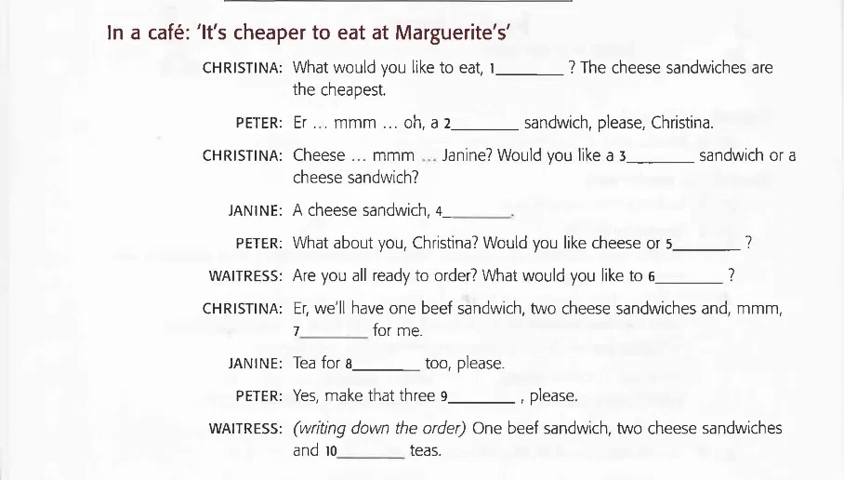 In a café: 'It's cheaper to eat at Marguerite's'
CHRISTINA: What would you like to eat, 1________ ? The cheese sandwiches are
the cheapest.
PETER: Er ... mmm ... oh, a 2________ sandwich, please, Christina.
CHRISTINA: Cheese ... mmm ... Janine? Would you like a 3________ sandwich or a
cheese sandwich?
JANINE: A cheese sandwich, 4________.
PETER: What about you, Christina? Would you like cheese or 5________ ?
WAITRESS: Are you all ready to order? What would you like to 6________ ?
CHRISTINA: Er, we'll have one beef sandwich, two cheese sandwiches and, mmm,
7________ for me.
JANINE: Tea for 8________ too, please.
PETER: Yes, make that three 9________ , please.
WAITRESS: (writing down the order) One beef sandwich, two cheese sandwiches
and 10________ teas.